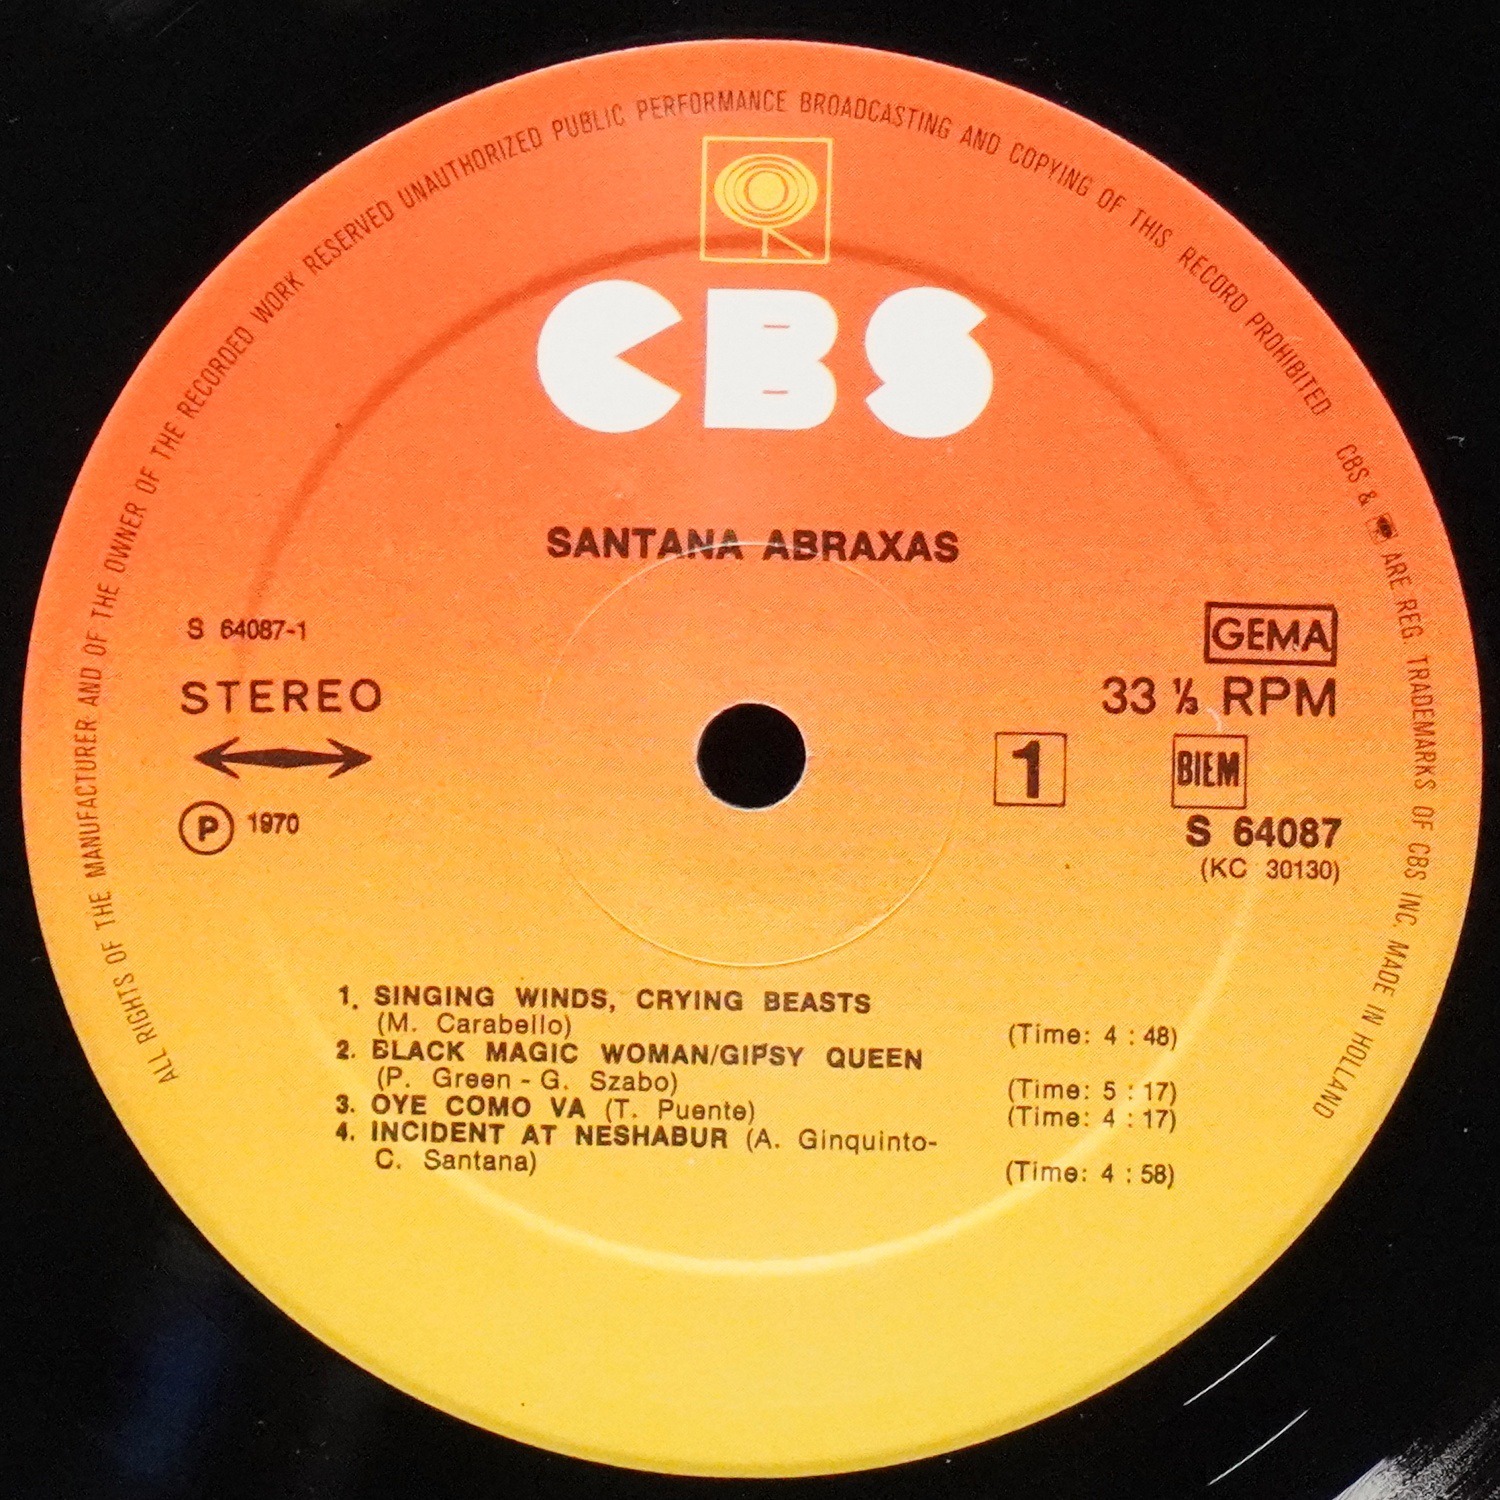 ALL RIGHTS OF THE MANUFACTURER AND OF THE OWNER OF THE RECORDED WORK RESERVED UNAUTHORIZED PUBLIC PERFORMANCE BROADCASTING AND COPYING OF THIS RECORD PROHIBITED
CBS & ARE REG. TRADEMARKS OF CBS INC. MADE IN HOLLAND
CBS
SANTANA ABRAXAS
S 64087-1
STEREO
℗ 1970
GEMA
33 ⅓ RPM
1
BIEM
S 64087
(KC 30130)
1. SINGING WINDS, CRYING BEASTS
(M. Carabello) (Time: 4 : 48)
2. BLACK MAGIC WOMAN/GIPSY QUEEN
(P. Green - G. Szabo) (Time: 5 : 17)
3. OYE COMO VA (T. Puente) (Time: 4 : 17)
4. INCIDENT AT NESHABUR (A. Ginquinto-
C. Santana) (Time: 4 : 58)